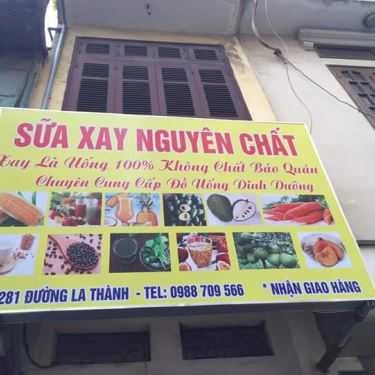 SỮA XAY NGUYÊN CHẤT
Xay Là Uống 100% Không Chất Bảo Quản
Chuyên Cung Cấp Đồ Uống Dinh Dưỡng
281 ĐƯỜNG LA THÀNH - TEL: 0988 709 566 * NHẬN GIAO HÀNG